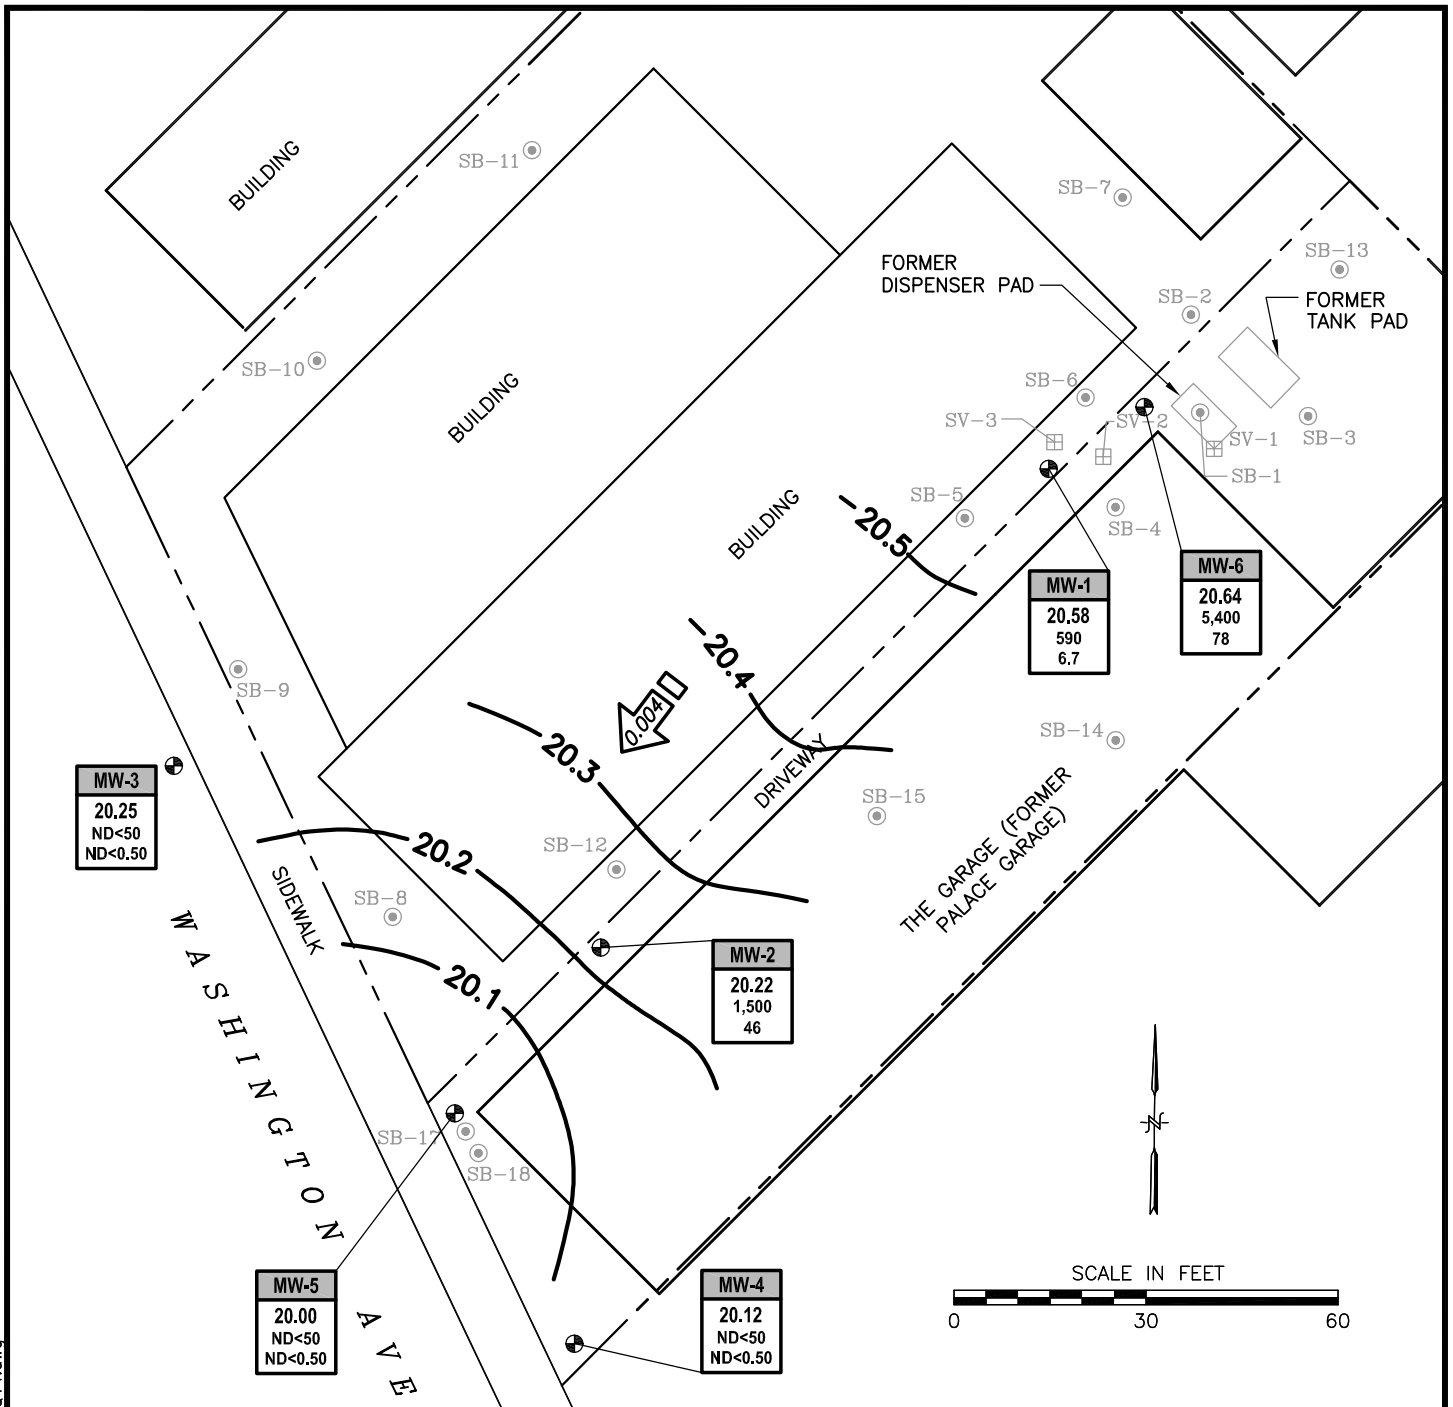 BUILDING
SB-11
SB-7
FORMER
DISPENSER PAD
SB-13
SB-2
FORMER
TANK PAD
SB-10
BUILDING
SB-6
SV-3
SV-2
SV-1
SB-3
SB-1
SB-5
SB-4
BUILDING
20.5
MW-1
20.58
590
6.7
MW-6
20.64
5,400
78
20.4
SB-9
0.004
20.3
SB-14
MW-3
20.25
ND<50
ND<0.50
DRIVEWAY
SB-15
THE GARAGE (FORMER
PALACE GARAGE)
20.2
SB-12
SIDEWALK
SB-8
MW-2
20.22
1,500
46
20.1
WASHINGTON AVE
SB-17
SB-18
N
MW-5
20.00
ND<50
ND<0.50
MW-4
20.12
ND<50
ND<0.50
SCALE IN FEET
0 30 60